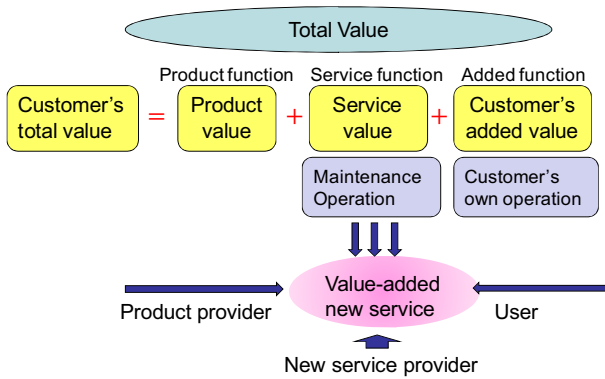 Total Value
Product function Service function Added function
Customer's total value = Product value + Service value + Customer's added value
Maintenance
Operation
Customer's
own operation
Value-added
new service
Product provider
User
New service provider